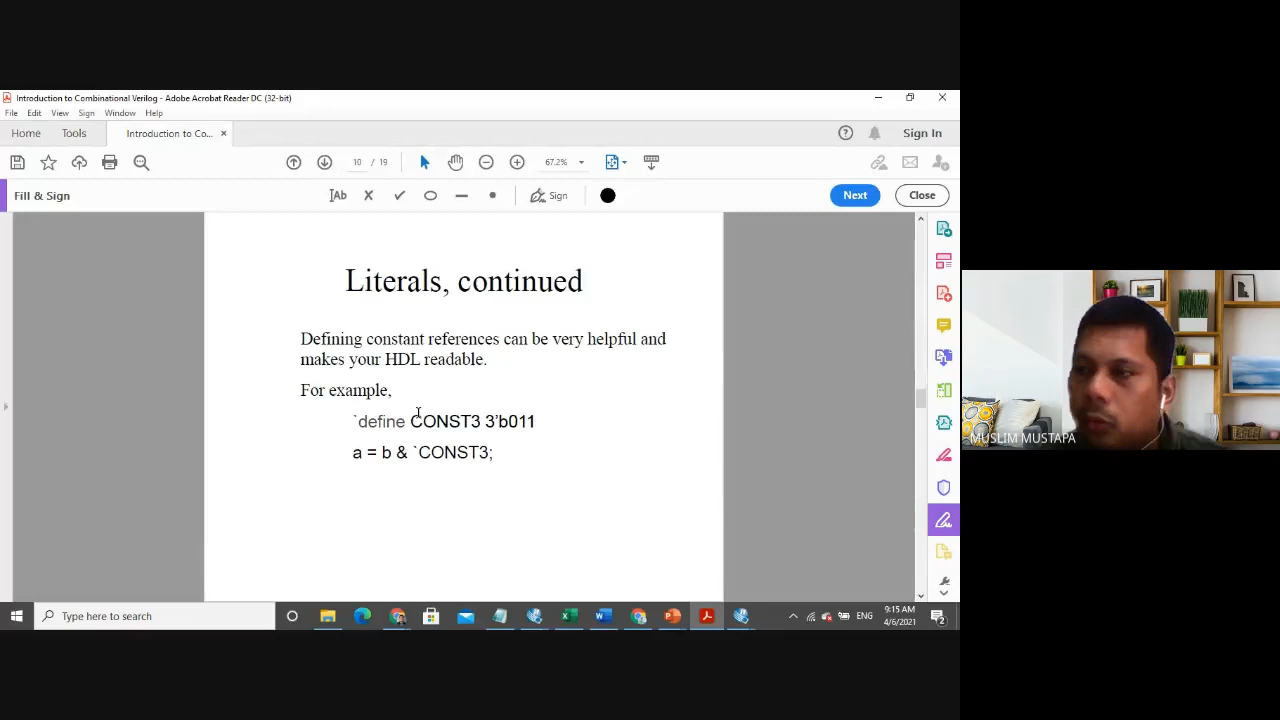 Introduction to Combinational Verilog - Adobe Acrobat Reader DC (32-bit)
File Edit View Sign Window Help
Home Tools Introduction to Co... × Sign In
10 / 19 67.2%
Fill & Sign Ab Sign Next Close
Literals, continued
Defining constant references can be very helpful and
makes your HDL readable.
For example,
`define CONST3 3’b011
a = b & `CONST3;
MUSLIM MUSTAPA
Type here to search
ENG
9:15 AM
4/6/2021
2